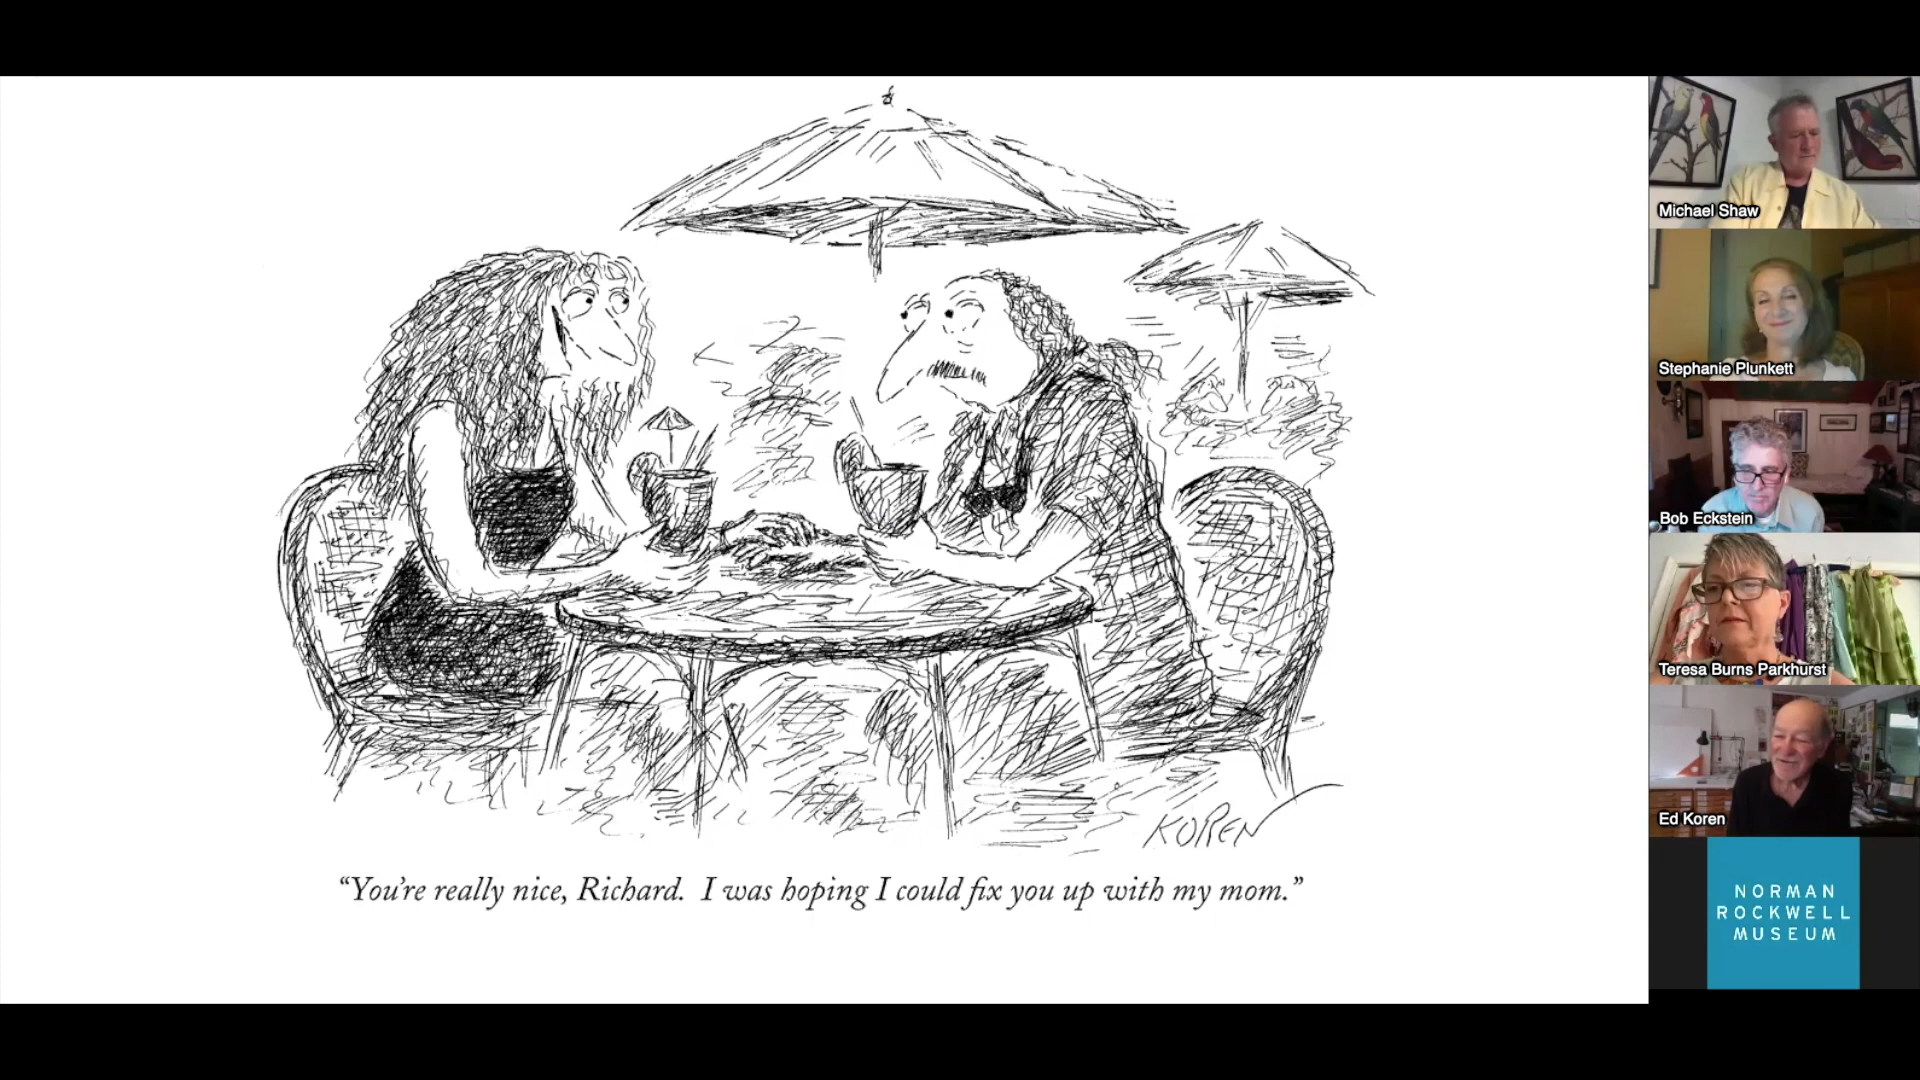 KOREN
“You’re really nice, Richard. I was hoping I could fix you up with my mom.”
Michael Shaw
Stephanie Plunkett
Bob Eckstein
Teresa Burns Parkhurst
Ed Koren
NORMAN
ROCKWELL
MUSEUM